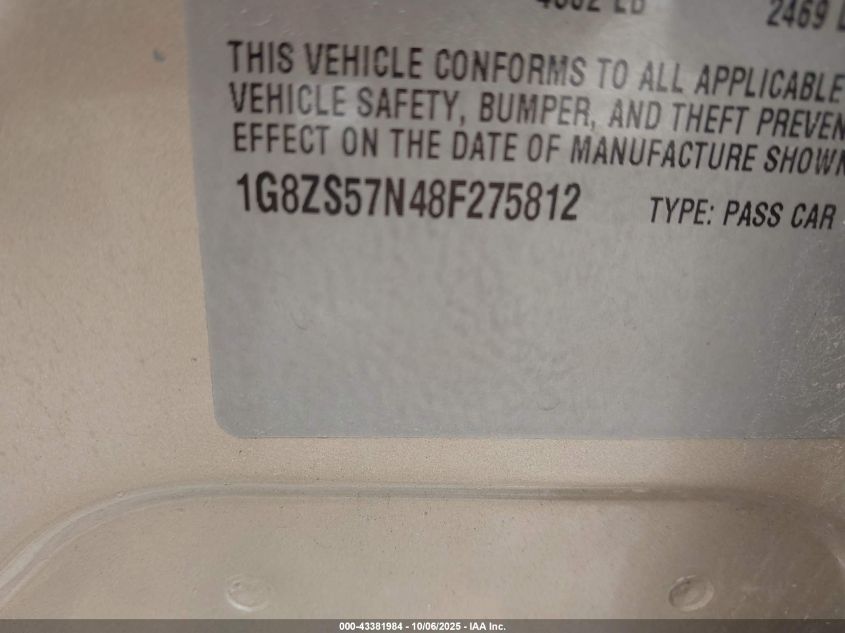 2469
THIS VEHICLE CONFORMS TO ALL APPLICABLE
VEHICLE SAFETY, BUMPER, AND THEFT PREVEN
EFFECT ON THE DATE OF MANUFACTURE SHOWN
1G8ZS57N48F275812 TYPE: PASS CAR
000-43381984 - 10/06/2025 - IAA Inc.